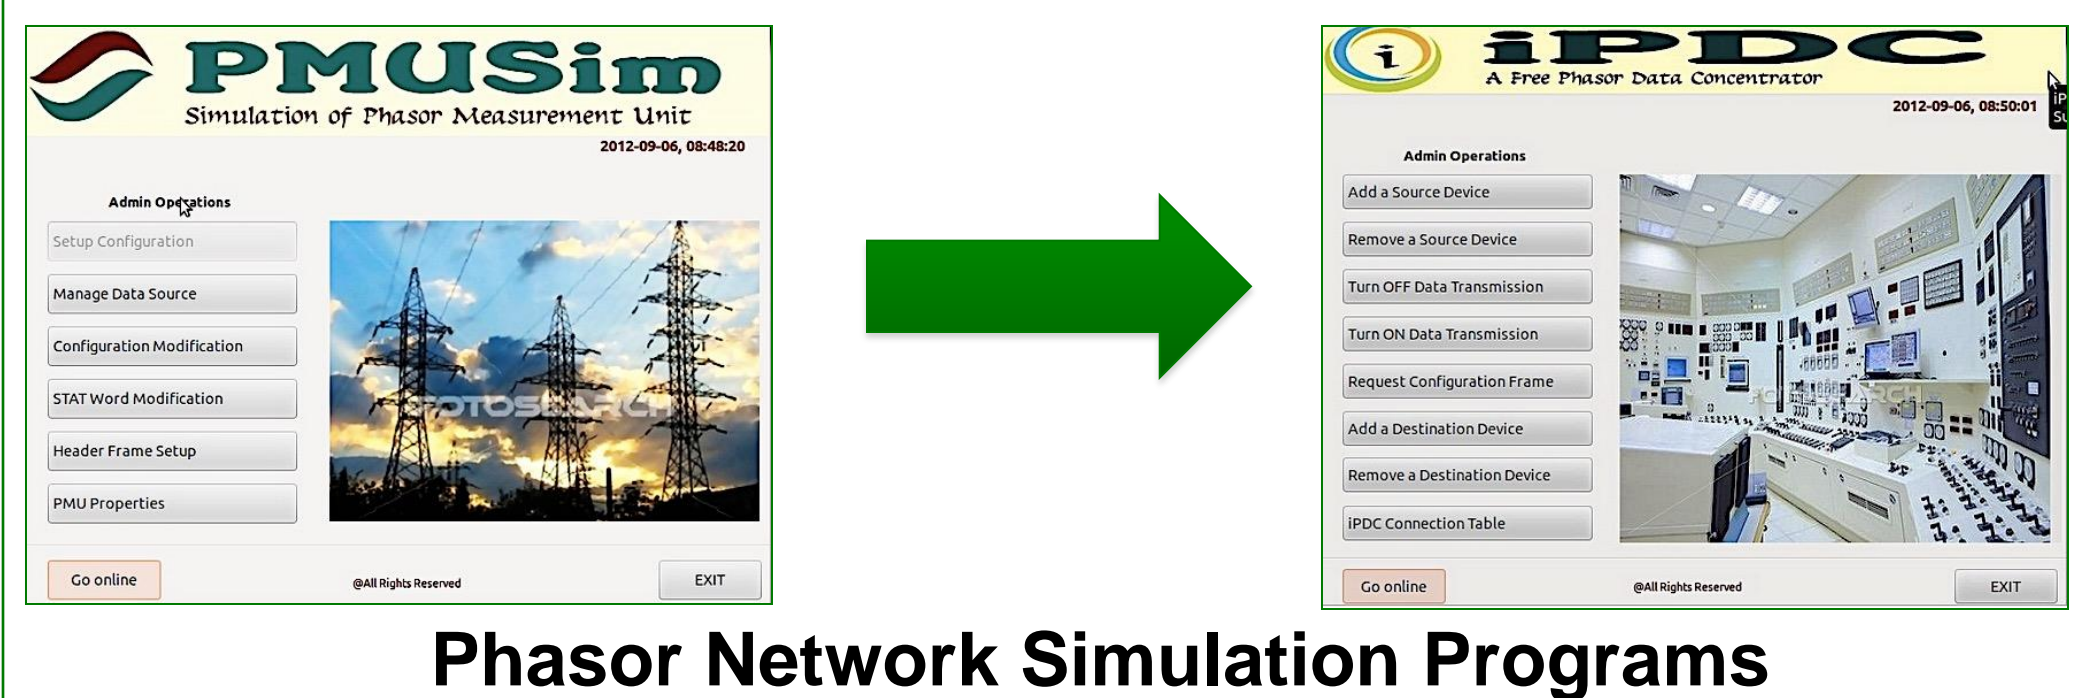 PMUSim
Simulation of Phasor Measurement Unit
2012-09-06, 08:48:20
Admin Operations
Setup Configuration
Manage Data Source
Configuration Modification
STAT Word Modification
Header Frame Setup
PMU Properties
FOTOSEARCH
Go online
@All Rights Reserved
EXIT
i
iPDC
A Free Phasor Data Concentrator
2012-09-06, 08:50:01
iP
Su
Admin Operations
Add a Source Device
Remove a Source Device
Turn OFF Data Transmission
Turn ON Data Transmission
Request Configuration Frame
Add a Destination Device
Remove a Destination Device
iPDC Connection Table
FOTOSEARCH
Go online
@All Rights Reserved
EXIT
Phasor Network Simulation Programs